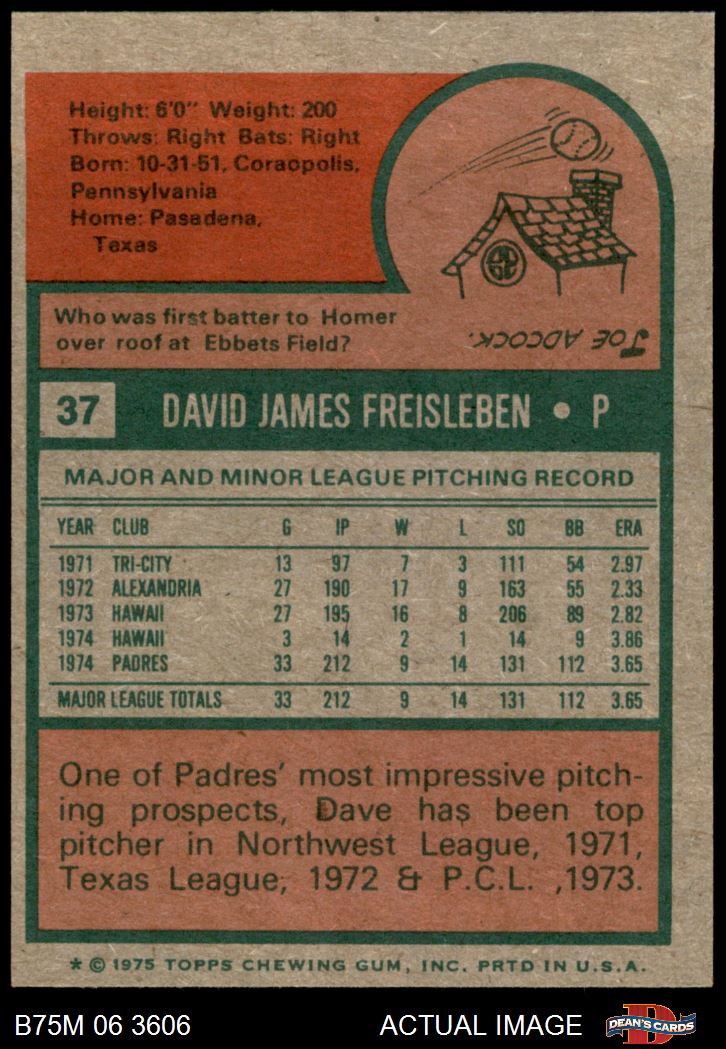 Height: 6'0" Weight: 200
Throws: Right Bats: Right
Born: 10-31-51, Coraopolis,
Pennsylvania
Home: Pasadena,
Texas
Who was first batter to Homer
over roof at Ebbets Field?
JOE ADCOCK.
37 DAVID JAMES FREISLEBEN • P
MAJOR AND MINOR LEAGUE PITCHING RECORD
YEAR CLUB G IP W L SO BB ERA
1971 TRI-CITY 13 97 7 3 111 54 2.97
1972 ALEXANDRIA 27 190 17 9 163 55 2.33
1973 HAWAII 27 195 16 8 206 89 2.82
1974 HAWAII 3 14 2 1 14 9 3.86
1974 PADRES 33 212 9 14 131 112 3.65
MAJOR LEAGUE TOTALS 33 212 9 14 131 112 3.65
One of Padres' most impressive pitch-
ing prospects, Dave has been top
pitcher in Northwest League, 1971,
Texas League, 1972 & P.C.L. ,1973.
* © 1975 TOPPS CHEWING GUM, INC. PRTD IN U.S.A.
B75M 06 3606 ACTUAL IMAGE
D
DEAN'S CARDS